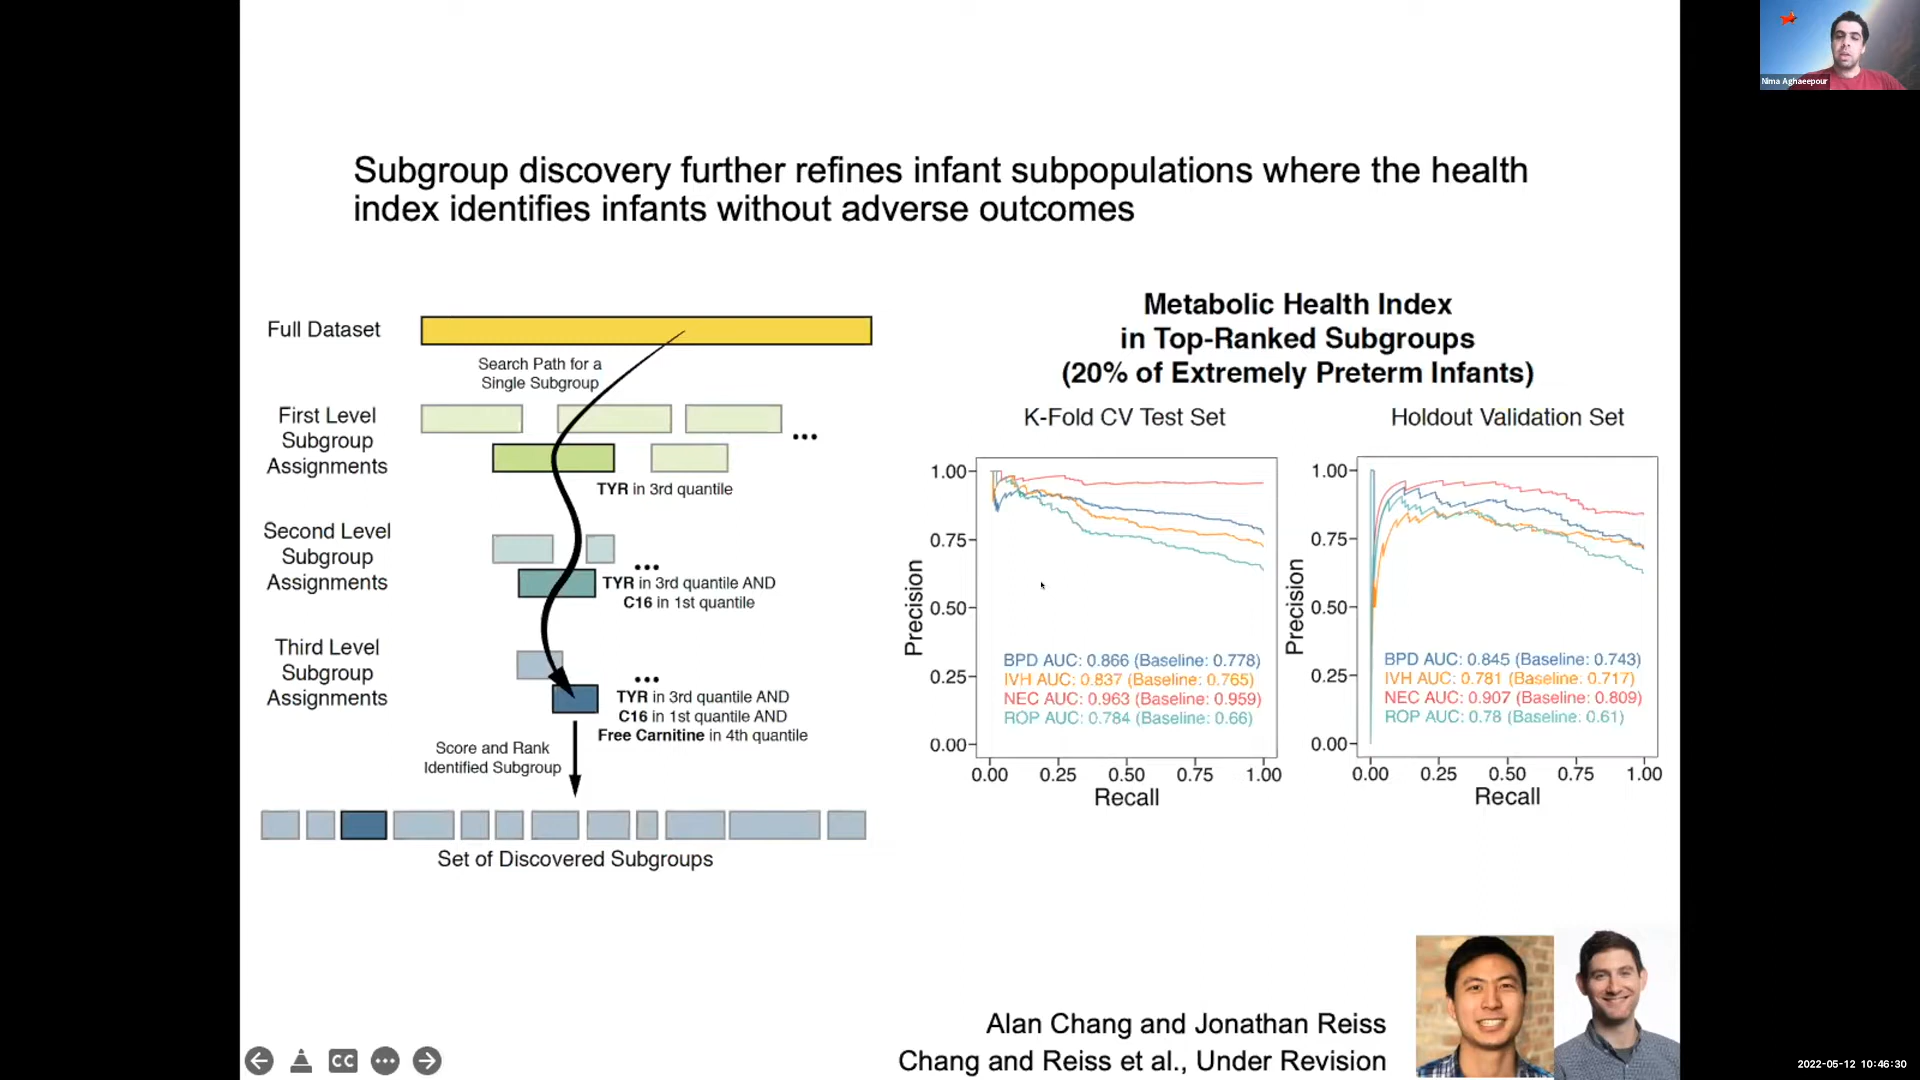 Nima Aghaeepour
Subgroup discovery further refines infant subpopulations where the health
index identifies infants without adverse outcomes
Full Dataset
Search Path for a
Single Subgroup
First Level
Subgroup
Assignments
...
TYR in 3rd quantile
Second Level
Subgroup
Assignments
...
TYR in 3rd quantile AND
C16 in 1st quantile
Third Level
Subgroup
Assignments
...
TYR in 3rd quantile AND
C16 in 1st quantile AND
Free Carnitine in 4th quantile
Score and Rank
Identified Subgroup
Set of Discovered Subgroups
Metabolic Health Index
in Top-Ranked Subgroups
(20% of Extremely Preterm Infants)
K-Fold CV Test Set
Precision
1.00
0.75
0.50
0.25
0.00
BPD AUC: 0.866 (Baseline: 0.778)
IVH AUC: 0.837 (Baseline: 0.765)
NEC AUC: 0.963 (Baseline: 0.959)
ROP AUC: 0.784 (Baseline: 0.66)
0.00 0.25 0.50 0.75 1.00
Recall
Holdout Validation Set
Precision
1.00
0.75
0.50
0.25
0.00
BPD AUC: 0.845 (Baseline: 0.743)
IVH AUC: 0.781 (Baseline: 0.717)
NEC AUC: 0.907 (Baseline: 0.809)
ROP AUC: 0.78 (Baseline: 0.61)
0.00 0.25 0.50 0.75 1.00
Recall
Alan Chang and Jonathan Reiss
Chang and Reiss et al., Under Revision
CC
2022-05-12 10:46:30